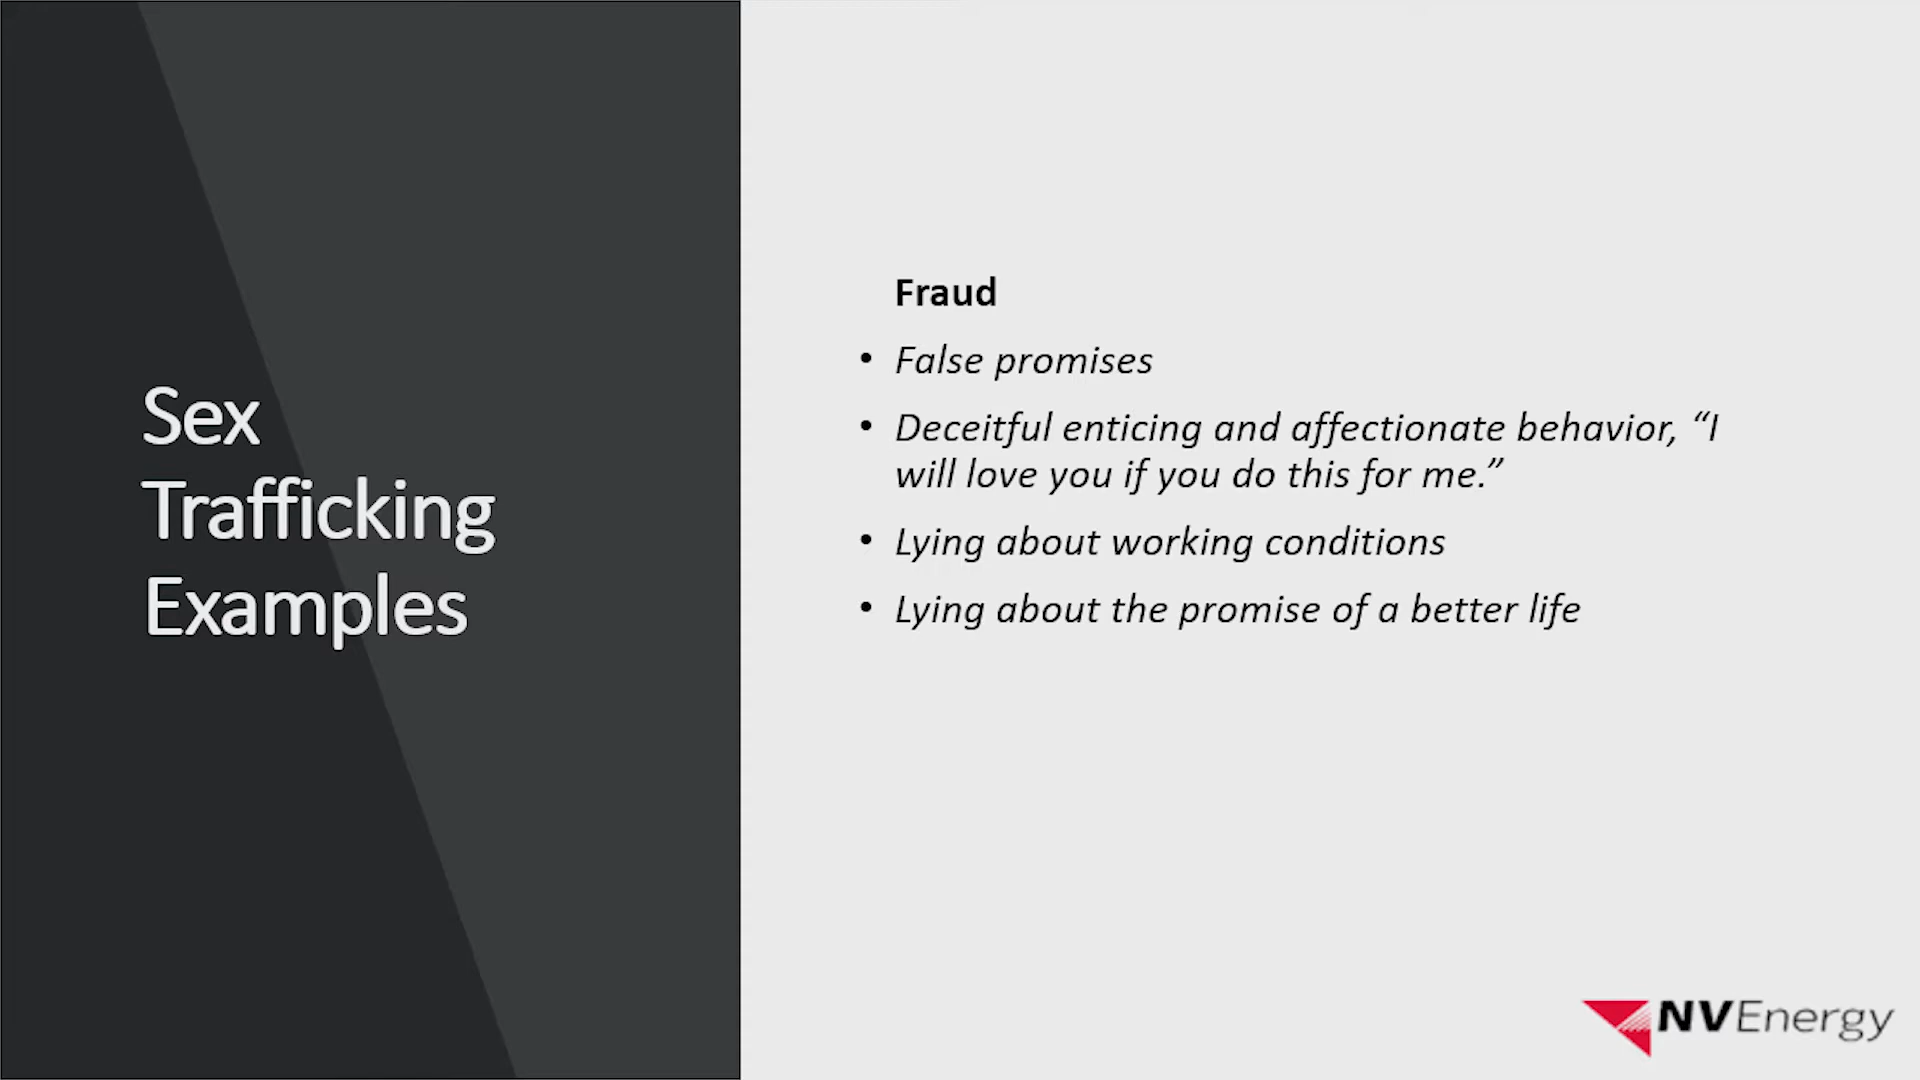 Sex
Trafficking
Examples
Fraud
• False promises
• Deceitful enticing and affectionate behavior, “I
will love you if you do this for me.”
• Lying about working conditions
• Lying about the promise of a better life
NVEnergy